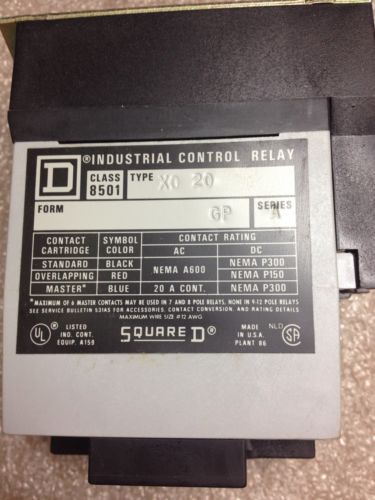 D ® INDUSTRIAL CONTROL RELAY
CLASS 8501 TYPE XO 20
FORM GP SERIES A
CONTACT CARTRIDGE SYMBOL COLOR CONTACT RATING
AC DC
STANDARD BLACK NEMA A600 NEMA P300
OVERLAPPING RED NEMA P150
MASTER* BLUE 20 A CONT. NEMA P300
*MAXIMUM OF 6 MASTER CONTACTS MAY BE USED IN 7 AND 8 POLE RELAYS. NONE IN 9-12 POLE RELAYS
SEE SERVICE BULLETIN 531AS FOR ACCESSORIES, CONTACT CONVERSION, AND RATING DETAILS
MAXIMUM WIRE SIZE #12 AWG
UL ® LISTED IND. CONT. EQUIP. A159
SQUARE D ®
MADE IN U.S.A. PLANT 86
NLD SA